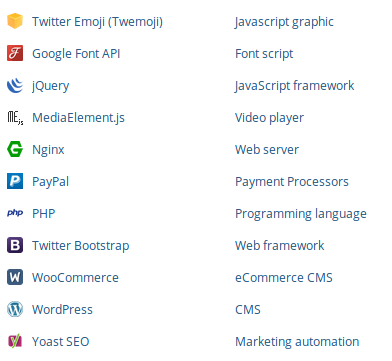 Twitter Emoji (Twemoji) Javascript graphic
Google Font API Font script
jQuery JavaScript framework
MediaElement.js Video player
Nginx Web server
PayPal Payment Processors
php PHP Programming language
B Twitter Bootstrap Web framework
W WooCommerce eCommerce CMS
WordPress CMS
Yoast SEO Marketing automation